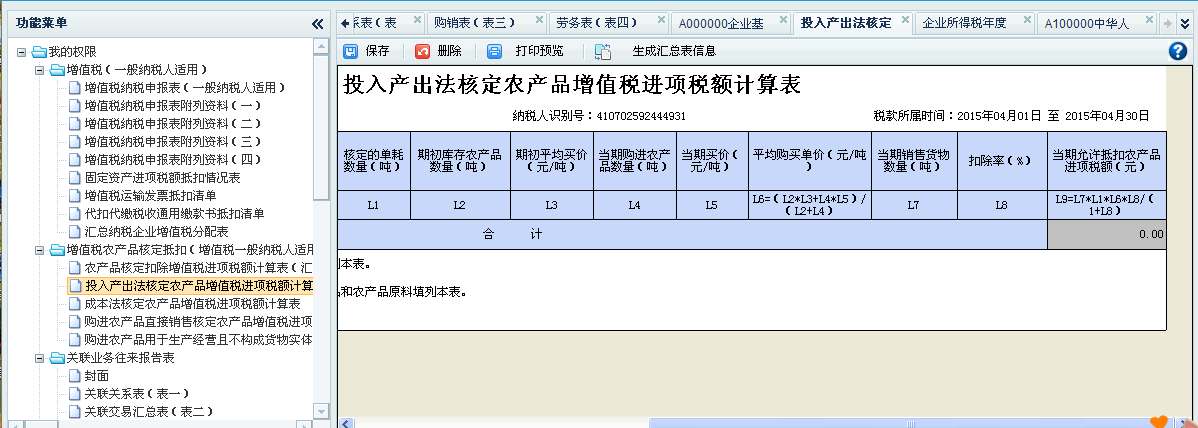 功能菜单
我的权限
增值税（一般纳税人适用）
增值税纳税申报表（一般纳税人适用）
增值税纳税申报表附列资料（一）
增值税纳税申报表附列资料（二）
增值税纳税申报表附列资料（三）
增值税纳税申报表附列资料（四）
固定资产进项税额抵扣情况表
增值税运输发票抵扣清单
代扣代缴税收通用缴款书抵扣清单
汇总纳税企业增值税分配表
增值税农产品核定抵扣（增值税一般纳税人适用
农产品核定扣除增值税进项税额计算表（汇
投入产出法核定农产品增值税进项税额计算
成本法核定农产品增值税进项税额计算表
购进农产品直接销售核定农产品增值税进项
购进农产品用于生产经营且不构成货物实体
关联业务往来报告表
封面
关联关系表（表一）
关联交易汇总表（表二）
系表（表 购销表（表三） 劳务表（表四） A000000企业基 投入产出法核定 企业所得税年度 A100000中华人
保存 删除 打印预览 生成汇总表信息
投入产出法核定农产品增值税进项税额计算表
纳税人识别号：410702592444931 税款所属时间：2015年04月01日 至 2015年04月30日
核定的单耗数量（吨） 期初库存农产品数量（吨） 期初平均买价（元/吨） 当期购进农产品数量（吨） 当期买价（元/吨） 平均购买单价（元/吨） 当期销售货物数量（吨） 扣除率（%） 当期允许抵扣农产品进项税额（元）
L1 L2 L3 L4 L5 L6=（L2*L3+L4*L5)/（L2+L4） L7 L8 L9=L7*L1*L6*L8/（1+L8）
合 计 0.00
本表。
和农产品原料填列本表。